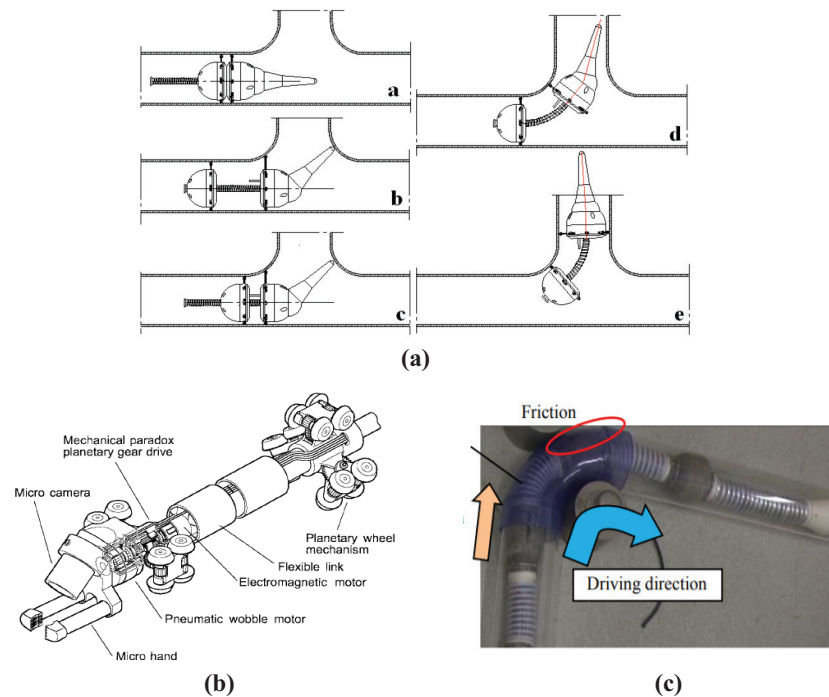 a
b
c
d
e
(a)
Mechanical paradox
planetary gear drive
Micro camera
Planetary wheel
mechanism
Flexible link
Electromagnetic motor
Pneumatic wobble motor
Micro hand
(b)
Friction
Driving direction
(c)